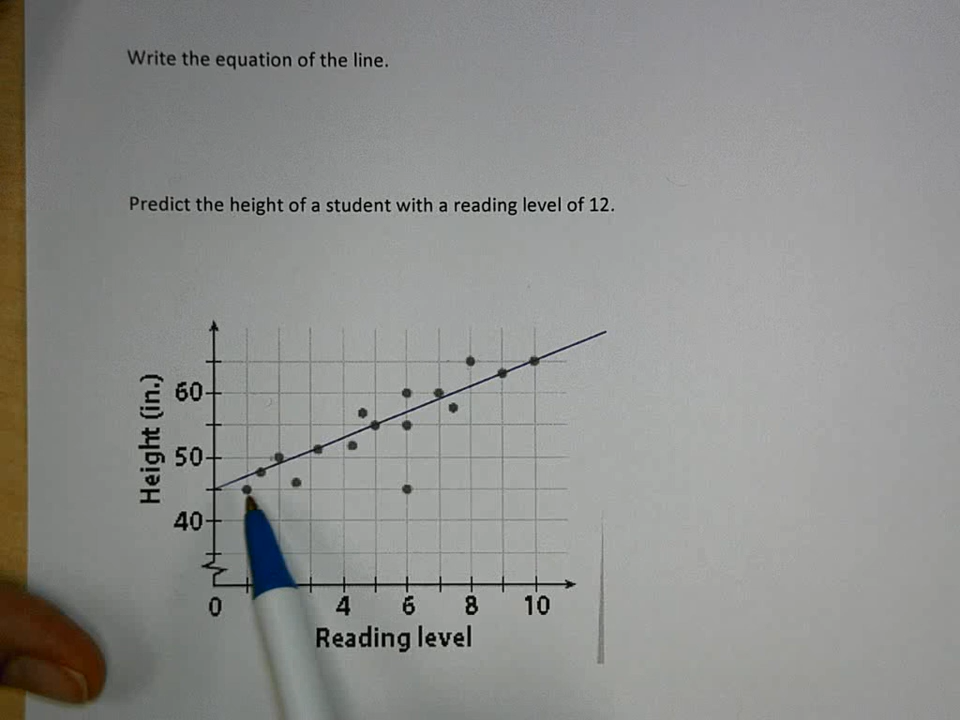 Write the equation of the line.
Predict the height of a student with a reading level of 12.
Height (in.)
60
50
40
0
4
6
8
10
Reading level